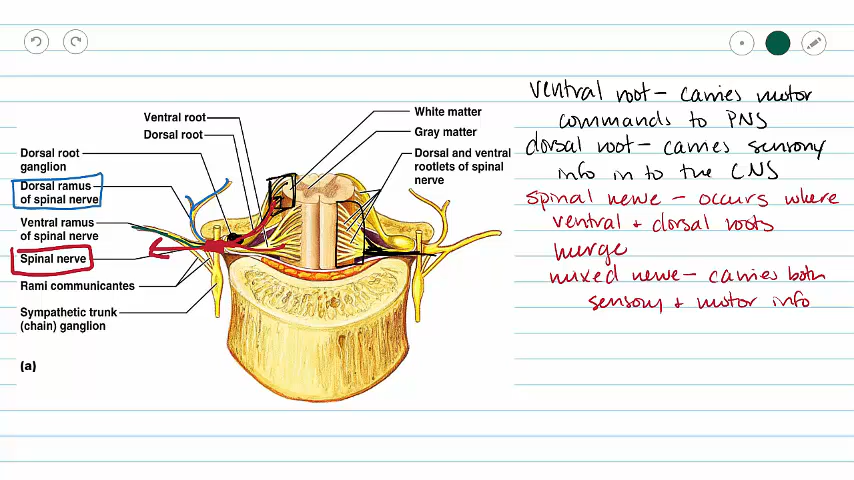 Ventral root
Dorsal root
Dorsal root
ganglion
Dorsal ramus
of spinal nerve
Ventral ramus
of spinal nerve
Spinal nerve
Rami communicantes
Sympathetic trunk
(chain) ganglion
(a)
White matter
Gray matter
Dorsal and ventral
rootlets of spinal
nerve
ventral root – carries motor
commands to PNS
dorsal root – carries sensory
info in to the CNS
spinal nerve – occurs where
ventral + dorsal roots
merge
mixed nerve – carries both
sensory + motor info